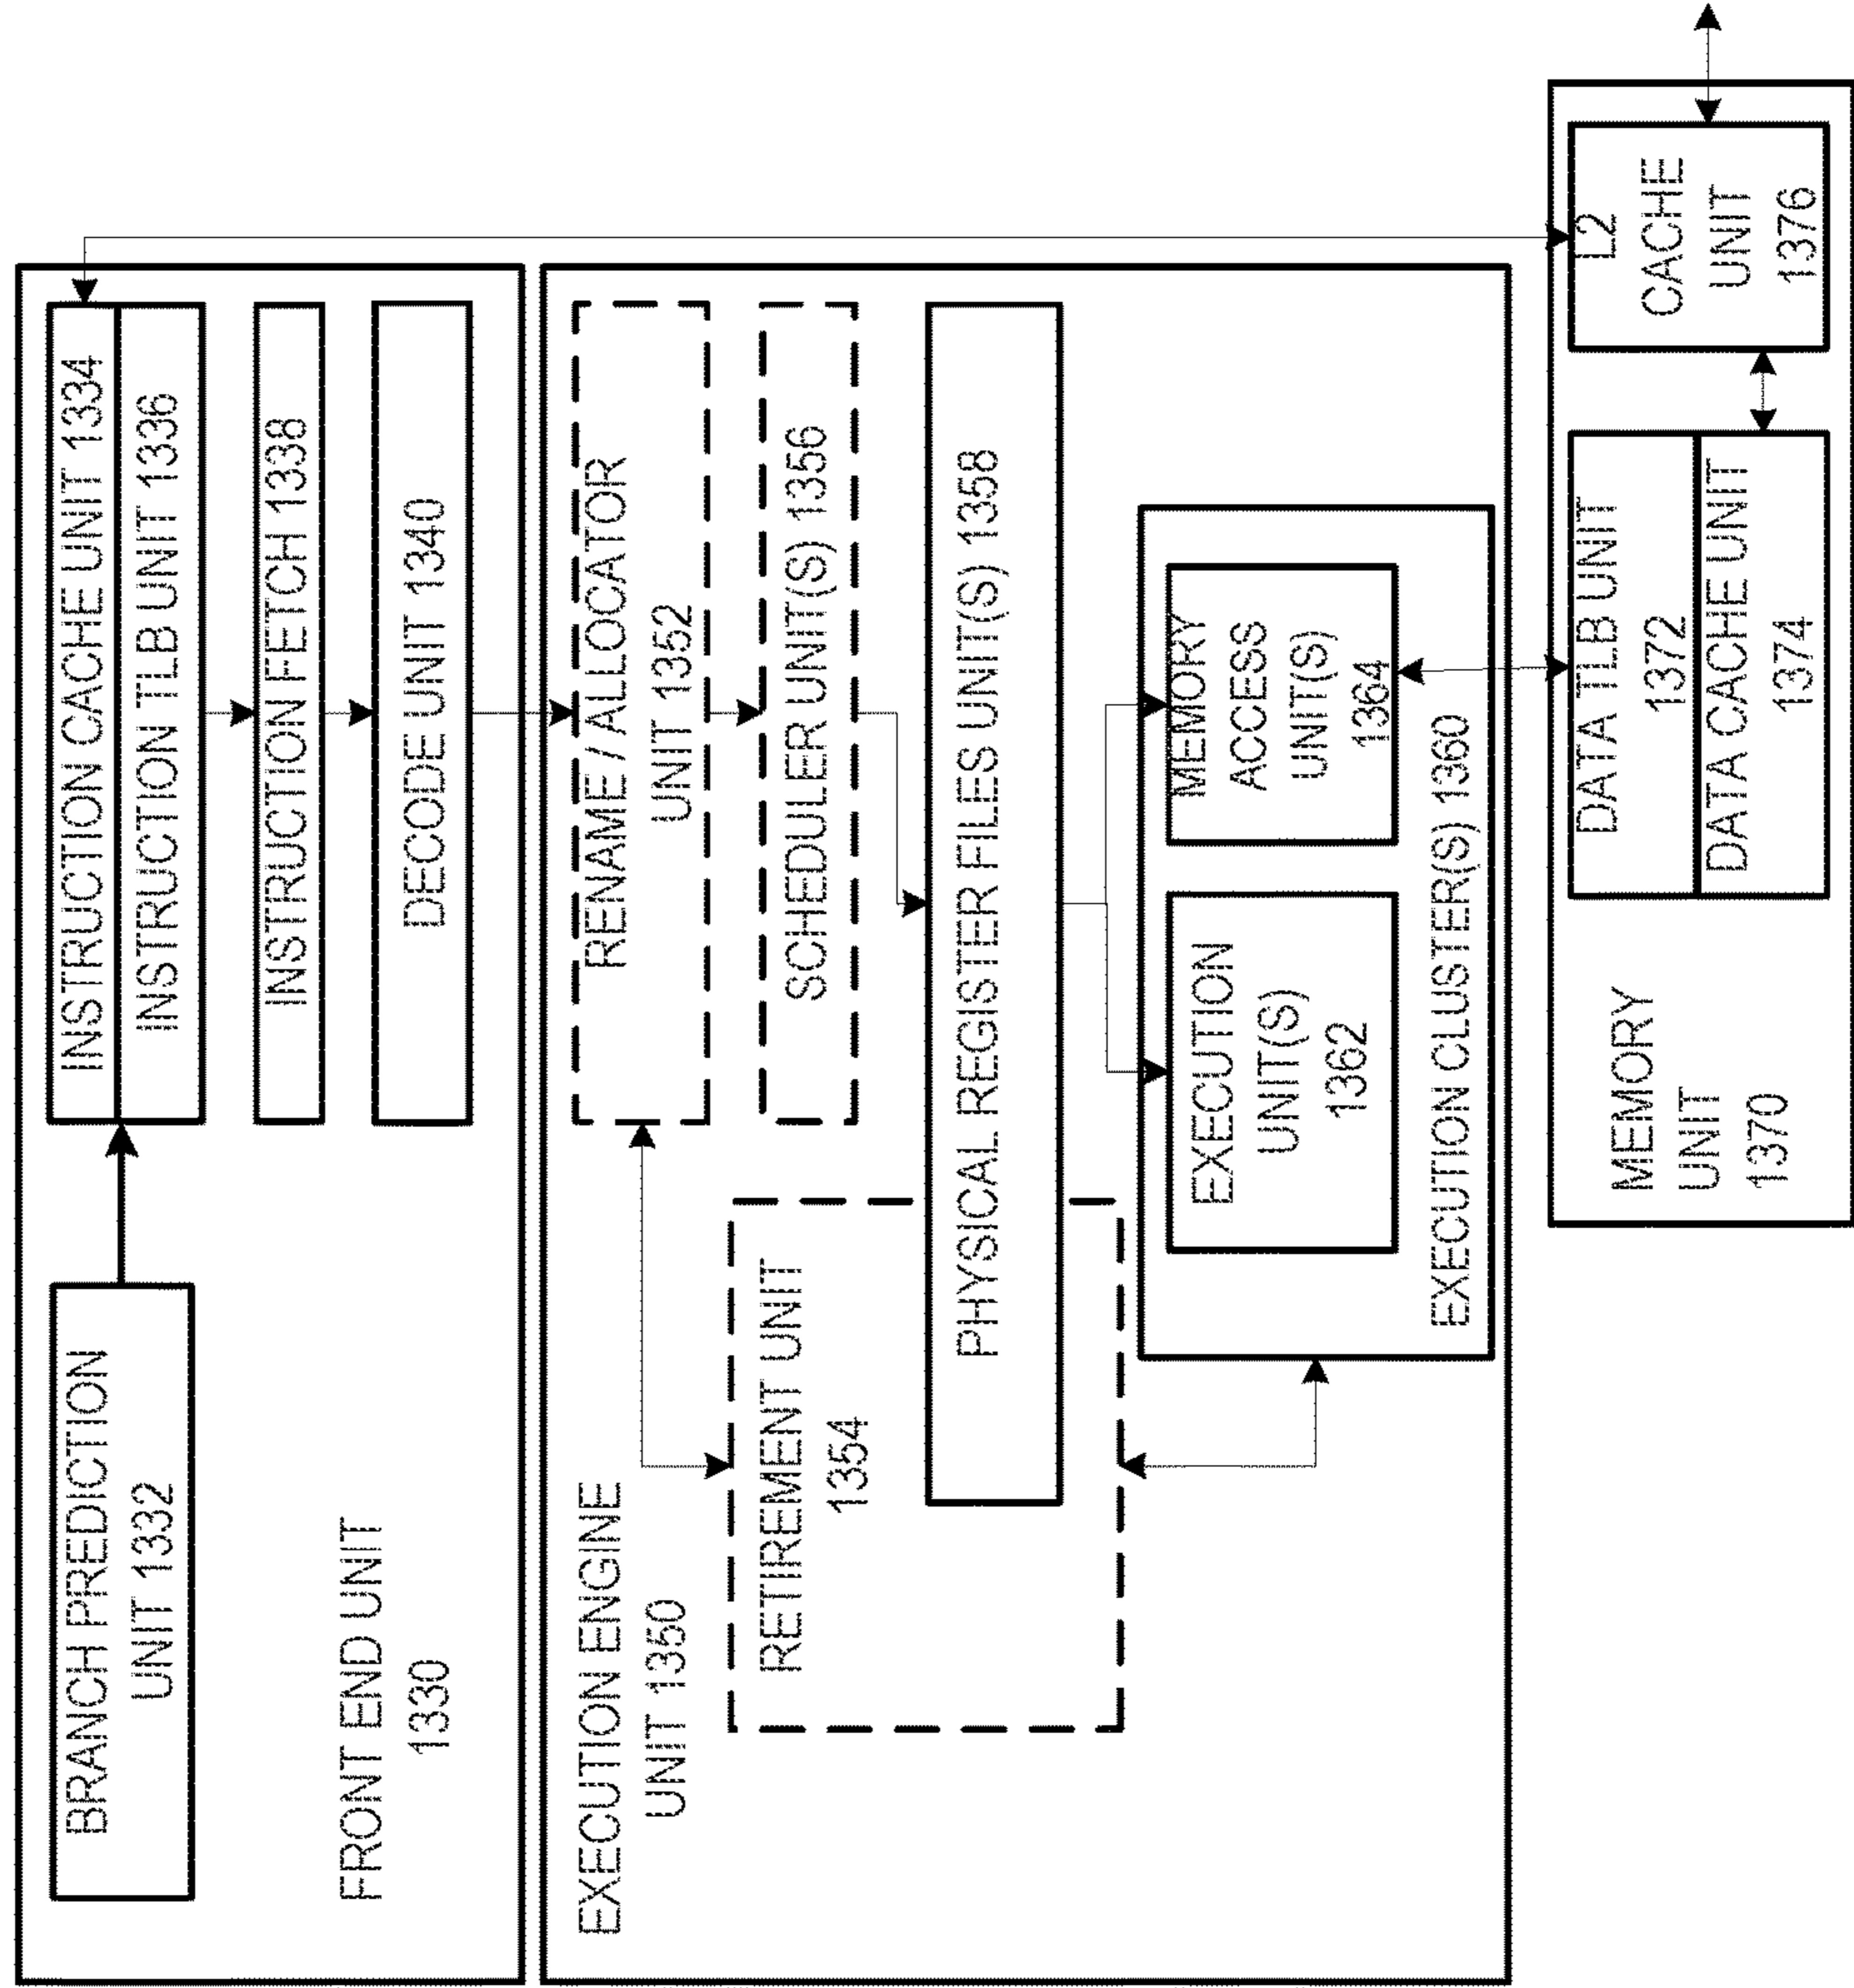 BRANCH PREDICTION
UNIT 1332
INSTRUCTION CACHE UNIT 1334
INSTRUCTION TLB UNIT 1336
INSTRUCTION FETCH 1338
FRONT END UNIT
1330
DECODE UNIT 1340
EXECUTION ENGINE
UNIT 1350
RENAME / ALLOCATOR
UNIT 1352
RETIREMENT UNIT
1354
SCHEDULER UNIT(S) 1356
PHYSICAL REGISTER FILES UNIT(S) 1358
EXECUTION
UNIT(S)
1362
MEMORY
ACCESS
UNIT(S)
1364
EXECUTION CLUSTER(S) 1360
MEMORY
UNIT
1370
DATA TLB UNIT
1372
DATA CACHE UNIT
1374
L2
CACHE
UNIT
1376